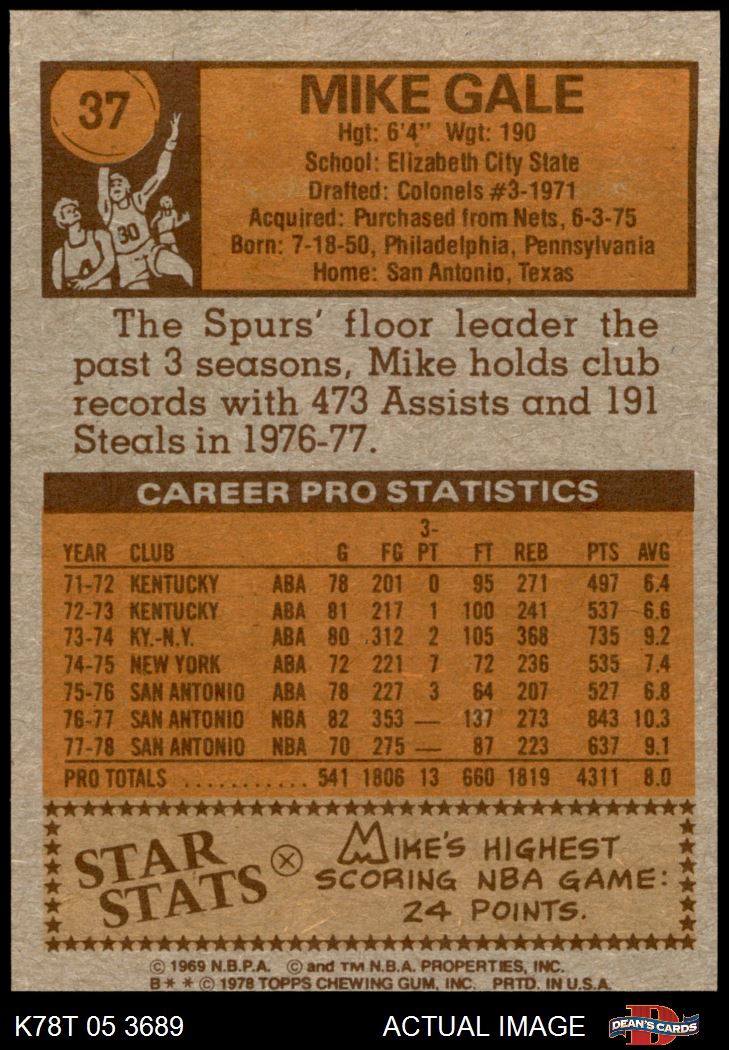 37
MIKE GALE
Hgt: 6'4" Wgt: 190
School: Elizabeth City State
Drafted: Colonels #3-1971
Acquired: Purchased from Nets, 6-3-75
Born: 7-18-50, Philadelphia, Pennsylvania
Home: San Antonio, Texas
30
4
The Spurs' floor leader the
past 3 seasons, Mike holds club
records with 473 Assists and 191
Steals in 1976-77.
CAREER PRO STATISTICS
YEAR CLUB G FG 3-PT FT REB PTS AVG
71-72 KENTUCKY ABA 78 201 0 95 271 497 6.4
72-73 KENTUCKY ABA 81 217 1 100 241 537 6.6
73-74 KY.-N.Y. ABA 80 312 2 105 368 735 9.2
74-75 NEW YORK ABA 72 221 7 72 236 535 7.4
75-76 SAN ANTONIO ABA 78 227 3 64 207 527 6.8
76-77 SAN ANTONIO NBA 82 353 — 137 273 843 10.3
77-78 SAN ANTONIO NBA 70 275 — 87 223 637 9.1
PRO TOTALS ........... 541 1806 13 660 1819 4311 8.0
STAR
STATS
MIKE'S HIGHEST
SCORING NBA GAME:
24 POINTS.
© 1969 N.B.P.A. © and TM N.B.A. PROPERTIES, INC.
B* * © 1978 TOPPS CHEWING GUM, INC. PRTD. IN U.S.A.
K78T 05 3689 ACTUAL IMAGE DEAN'S CARDS